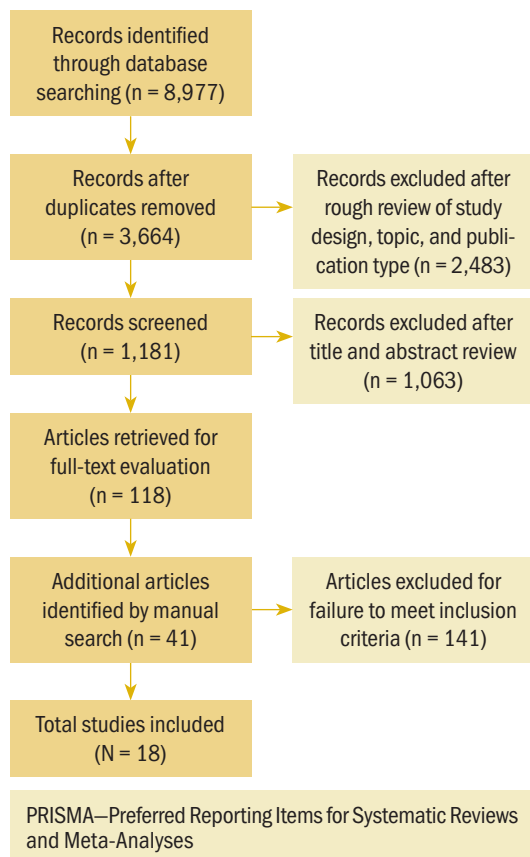 Records identified
through database
searching (n = 8,977)
Records after
duplicates removed
(n = 3,664)
Records excluded after
rough review of study
design, topic, and publi-
cation type (n = 2,483)
Records screened
(n = 1,181)
Records excluded after
title and abstract review
(n = 1,063)
Articles retrieved for
full-text evaluation
(n = 118)
Additional articles
identified by manual
search (n = 41)
Articles excluded for
failure to meet inclusion
criteria (n = 141)
Total studies included
(N = 18)
PRISMA—Preferred Reporting Items for Systematic Reviews
and Meta-Analyses